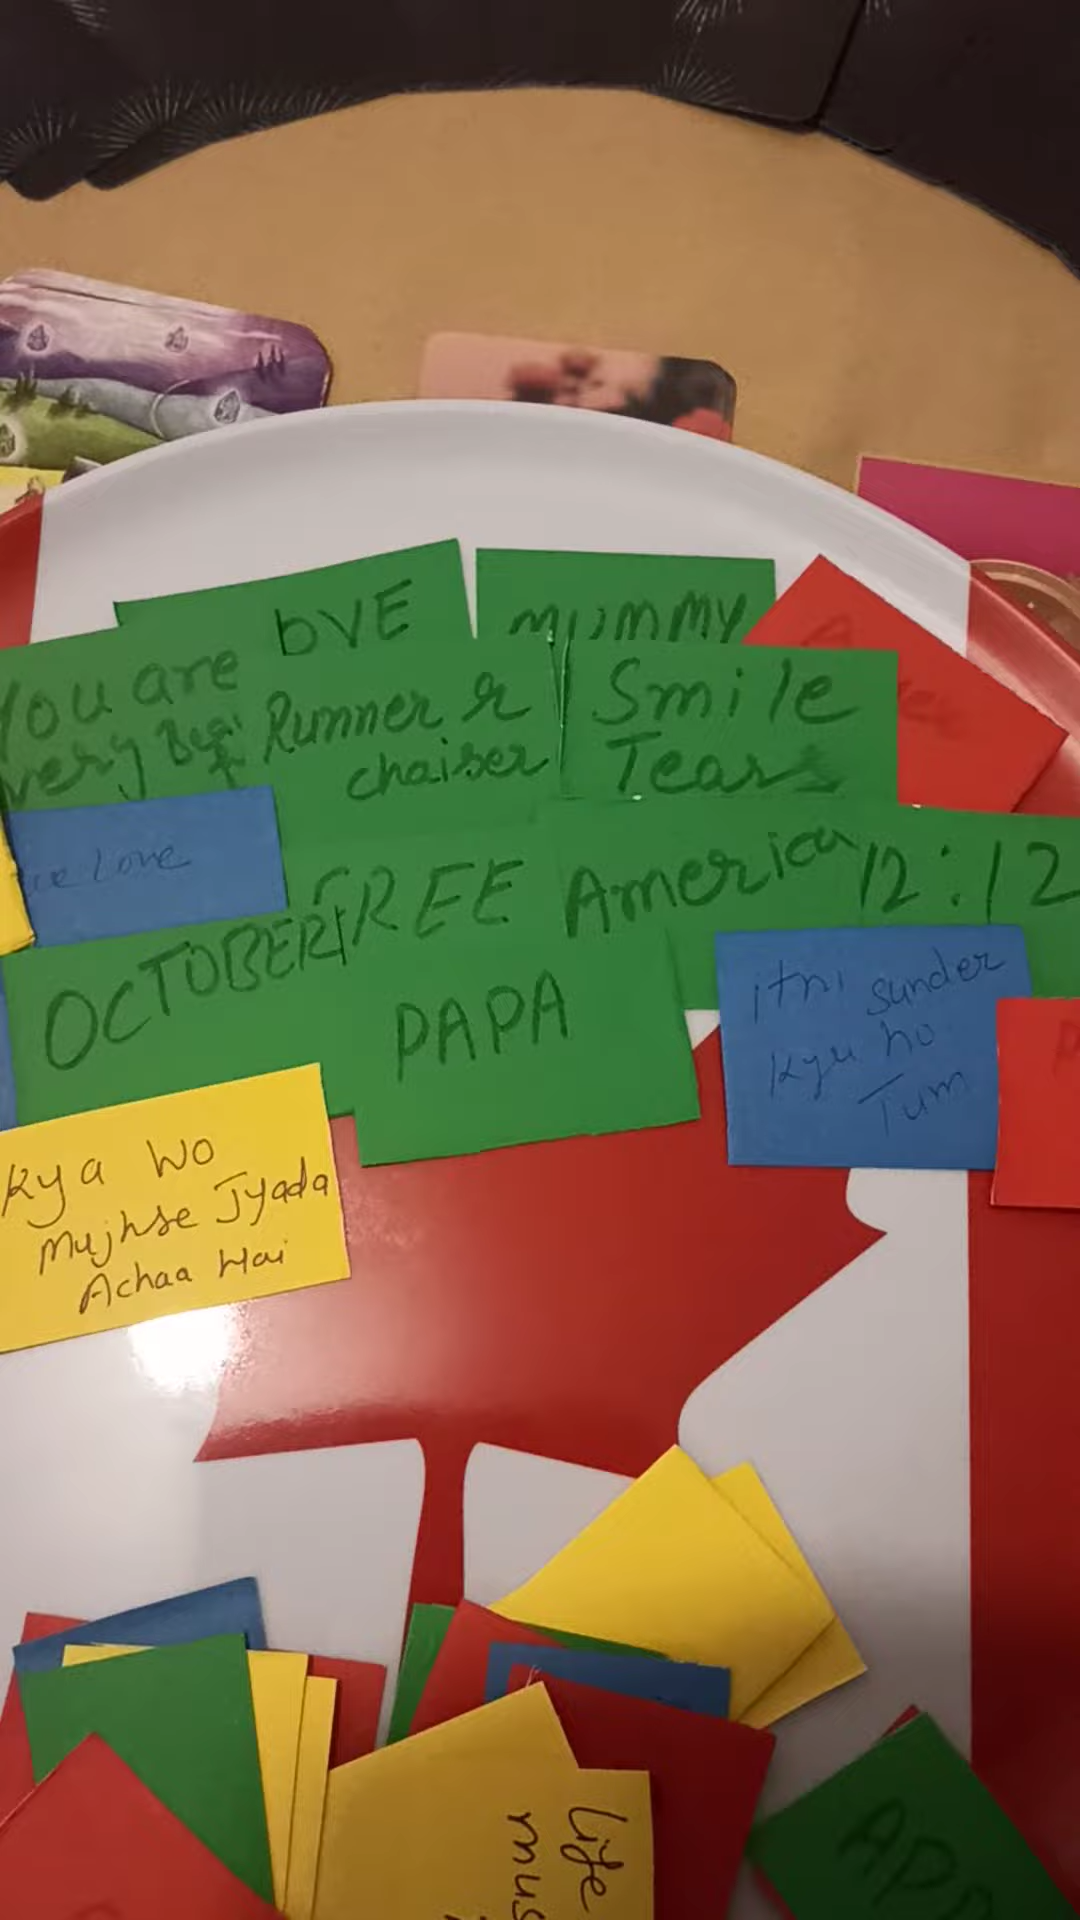 MUMMY
You are
very
Runner &
chaiser
Smile
Tears
Love
FREE
America
12:12
OCTOBER
PAPA
itni sunder
kyu ho
Tum
Kya Wo
Mujhse Jyada
Achaa Hai
Life